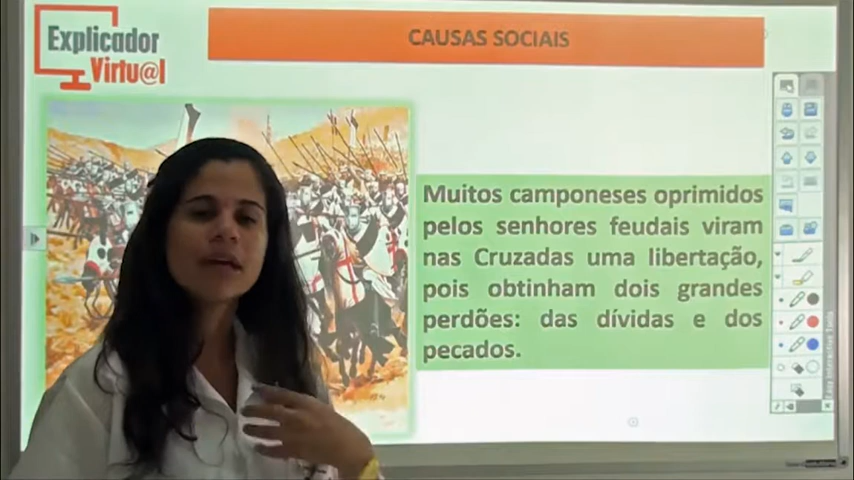 Explicador
Virtu@l
CAUSAS SOCIAIS
Muitos camponeses oprimidos
pelos senhores feudais viram
nas Cruzadas uma libertação,
pois obtinham dois grandes
perdões: das dívidas e dos
pecados.